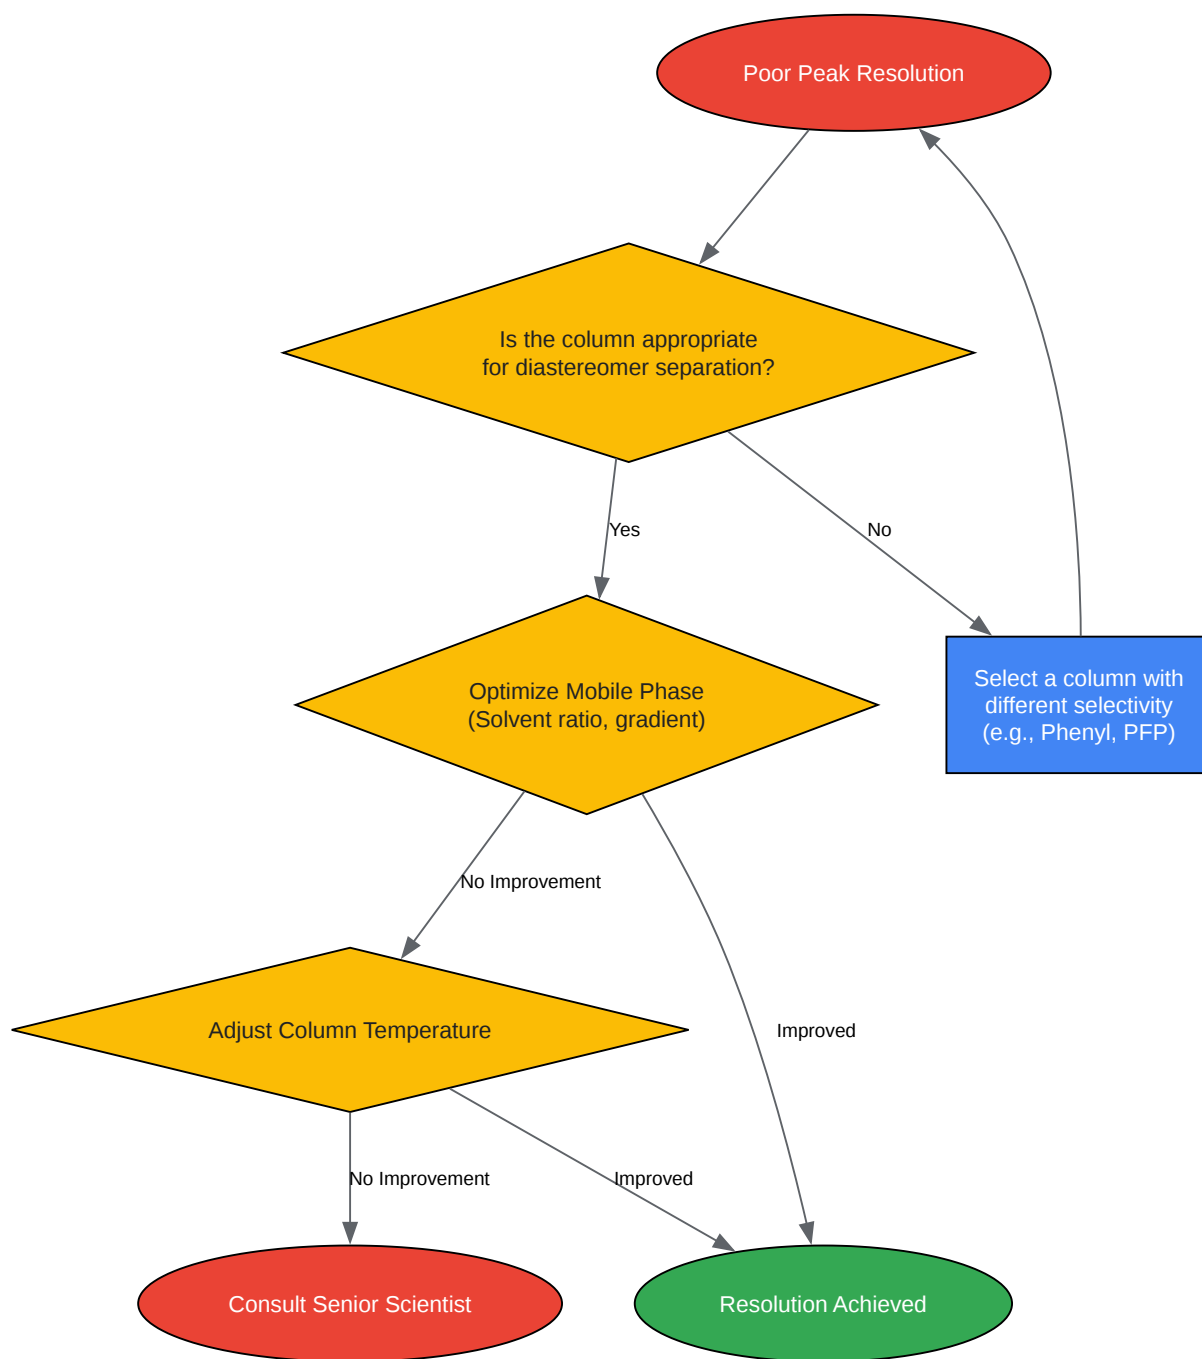 Poor Peak Resolution
Is the column appropriate
for diastereomer separation?
Yes
No
Optimize Mobile Phase
(Solvent ratio, gradient)
Select a column with
different selectivity
(e.g., Phenyl, PFP)
No Improvement
Adjust Column Temperature
Improved
No Improvement
Improved
Consult Senior Scientist
Resolution Achieved